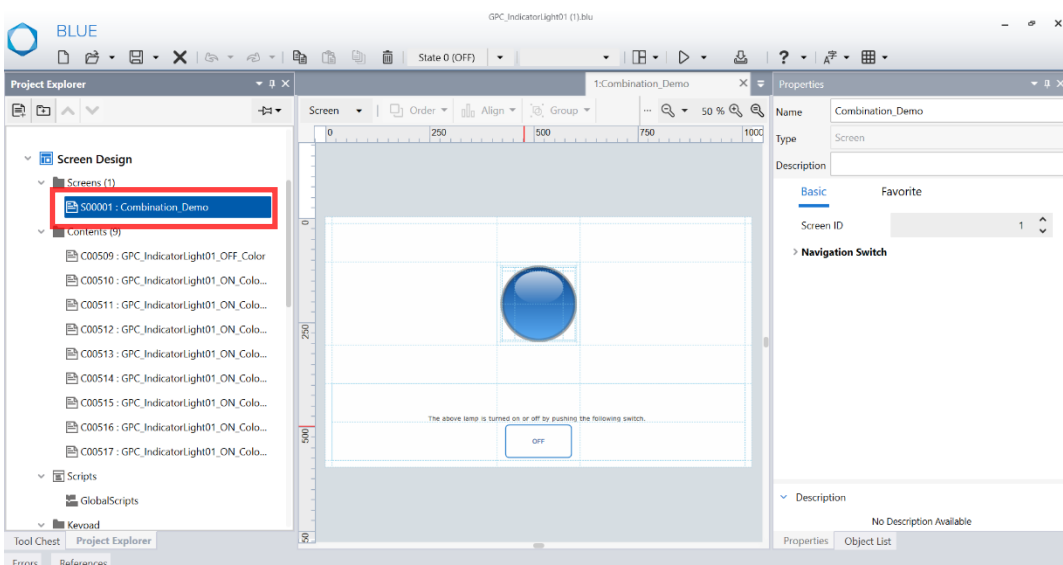 GPC_IndicatorLight01 (1).blu
BLUE
State 0 (OFF)
Project Explorer
1:Combination_Demo
Properties
Screen
Order
Align
Group
50 %
Name
Combination_Demo
0 250 500 750 1000
Type
Screen
Screen Design
Description
Screens (1)
Basic
Favorite
S00001 : Combination_Demo
Screen ID
1
0
Contents (9)
Navigation Switch
C00509 : GPC_IndicatorLight01_OFF_Color
C00510 : GPC_IndicatorLight01_ON_Colo...
C00511 : GPC_IndicatorLight01_ON_Colo...
C00512 : GPC_IndicatorLight01_ON_Colo...
250
C00513 : GPC_IndicatorLight01_ON_Colo...
C00514 : GPC_IndicatorLight01_ON_Colo...
C00515 : GPC_IndicatorLight01_ON_Colo...
The above lamp is turned on or off by pushing the following switch.
C00516 : GPC_IndicatorLight01_ON_Colo...
500
OFF
C00517 : GPC_IndicatorLight01_ON_Colo...
Scripts
Description
GlobalScripts
No Description Available
Keypad
Tool Chest
Project Explorer
Properties
Object List
Errors
References